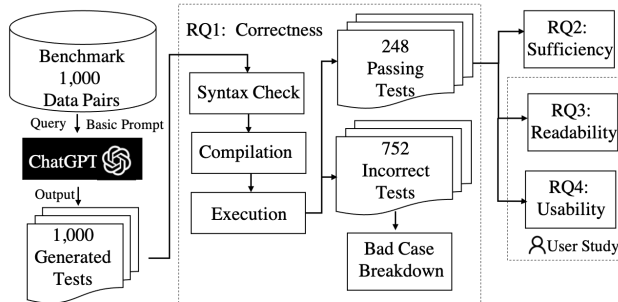 Benchmark
1,000
Data Pairs
Query
Basic Prompt
ChatGPT
Output
1,000
Generated
Tests
RQ1: Correctness
Syntax Check
Compilation
Execution
248
Passing
Tests
752
Incorrect
Tests
Bad Case
Breakdown
RQ2:
Sufficiency
RQ3:
Readability
RQ4:
Usability
User Study